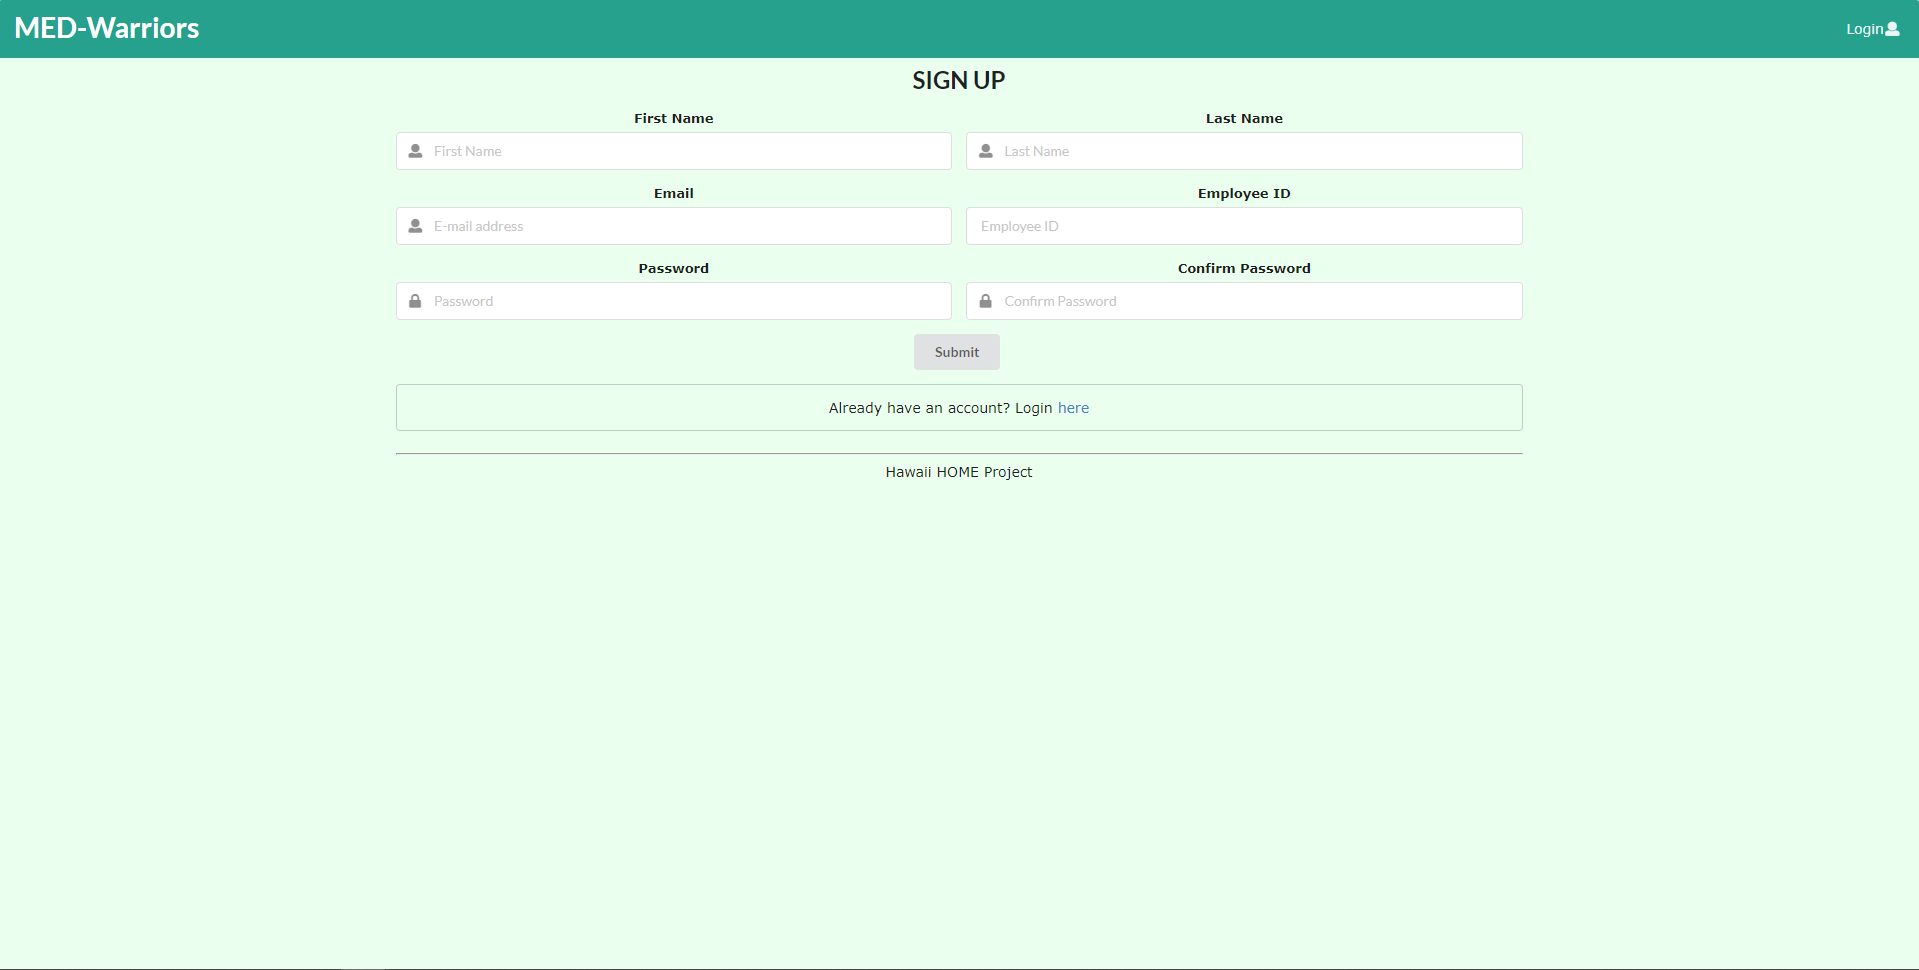 MED-Warriors
Login
SIGN UP
First Name
Last Name
First Name
Last Name
Email
Employee ID
E-mail address
Employee ID
Password
Confirm Password
Password
Confirm Password
Submit
Already have an account? Login here
Hawaii HOME Project